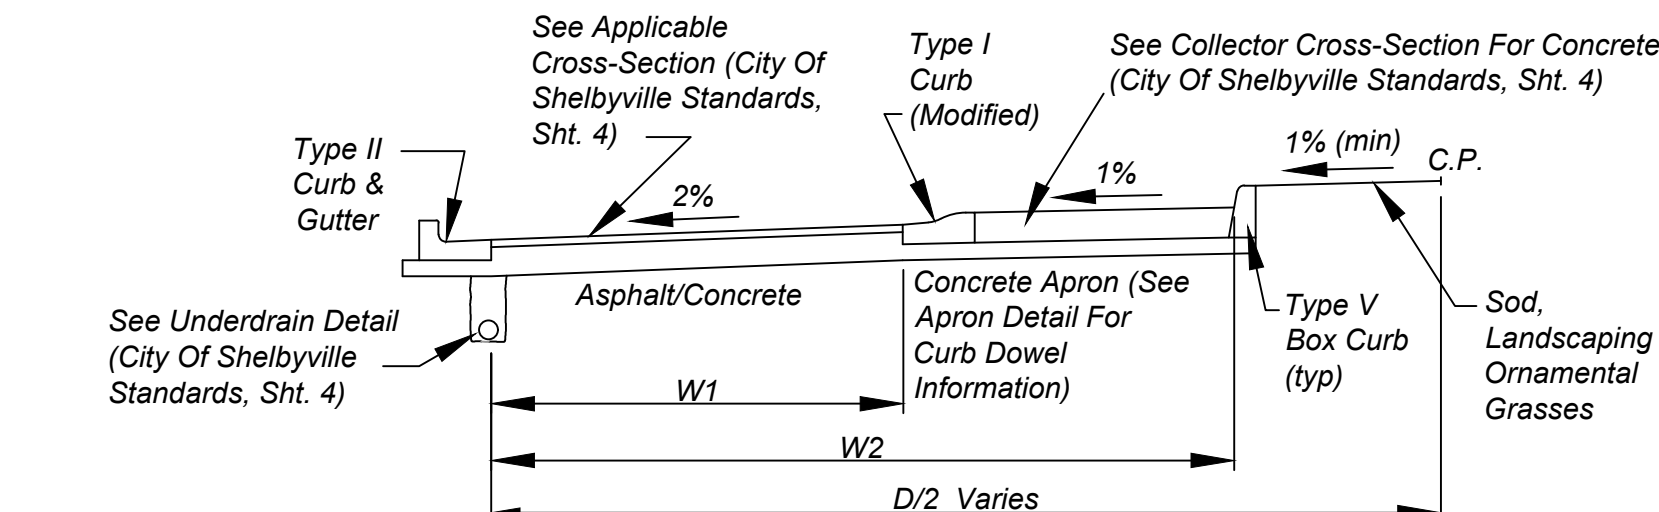 See Applicable
Cross-Section (City Of
Shelbyville Standards,
Sht. 4)
Type I
Curb
(Modified)
See Collector Cross-Section For Concrete
(City Of Shelbyville Standards, Sht. 4)
Type II
Curb &
Gutter
2%
1%
1% (min)
C.P.
See Underdrain Detail
(City Of Shelbyville
Standards, Sht. 4)
Asphalt/Concrete
Concrete Apron (See
Apron Detail For
Curb Dowel
Information)
Type V
Box Curb
(typ)
Sod,
Landscaping
Ornamental
Grasses
W1
W2
D/2 Varies